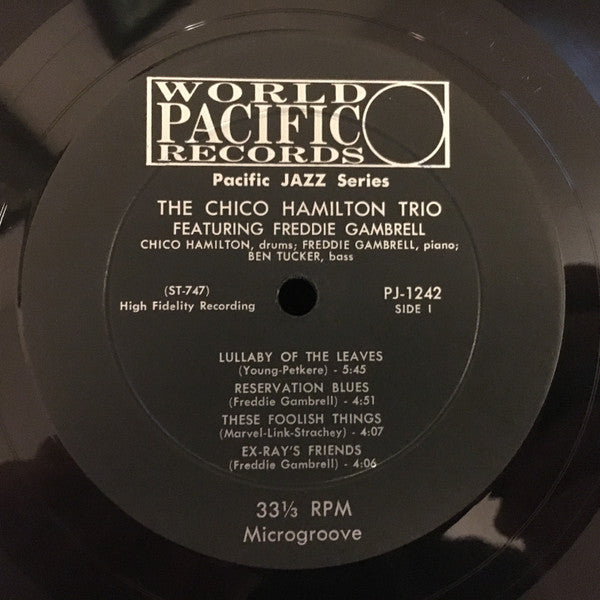 WORLD
PACIFIC
RECORDS
Pacific JAZZ Series
THE CHICO HAMILTON TRIO
FEATURING FREDDIE GAMBRELL
CHICO HAMILTON, drums; FREDDIE GAMBRELL, piano;
BEN TUCKER, bass
(ST-747)
High Fidelity Recording
PJ-1242
SIDE 1
LULLABY OF THE LEAVES
(Young-Petkere) - 5:45
RESERVATION BLUES
(Freddie Gambrell) - 4:51
THESE FOOLISH THINGS
(Marvel-Link-Strachey) - 4:07
EX-RAY'S FRIENDS
(Freddie Gambrell) - 4:06
33⅓ RPM
Microgroove